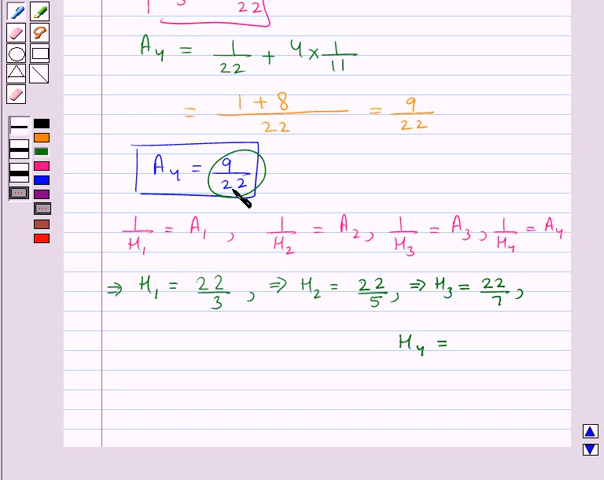 22
A₄ = 1/22 + 4 × 1/11
= (1 + 8)/22 = 9/22
A₄ = 9/22
1/H₁ = A₁ , 1/H₂ = A₂ , 1/H₃ = A₃ , 1/H₄ = A₄
⇒ H₁ = 22/3 , ⇒ H₂ = 22/5 , ⇒ H₃ = 22/7 ,
H₄ =